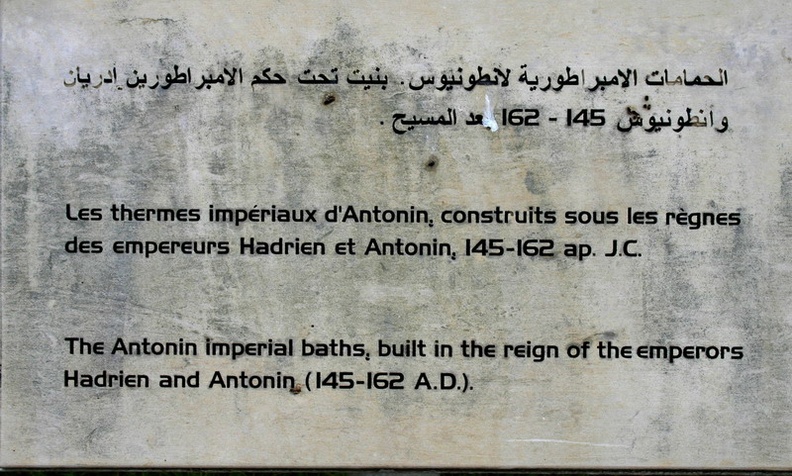 الحمامات الامبراطورية لانطونيوس. بنيت تحت حكم الامبراطورين ادريان
وانطونيوس 145 - 162 بعد المسيح .
Les thermes impériaux d'Antonin, construits sous les règnes
des empereurs Hadrien et Antonin, 145-162 ap. J.C.
The Antonin imperial baths, built in the reign of the emperors
Hadrien and Antonin (145-162 A.D.).